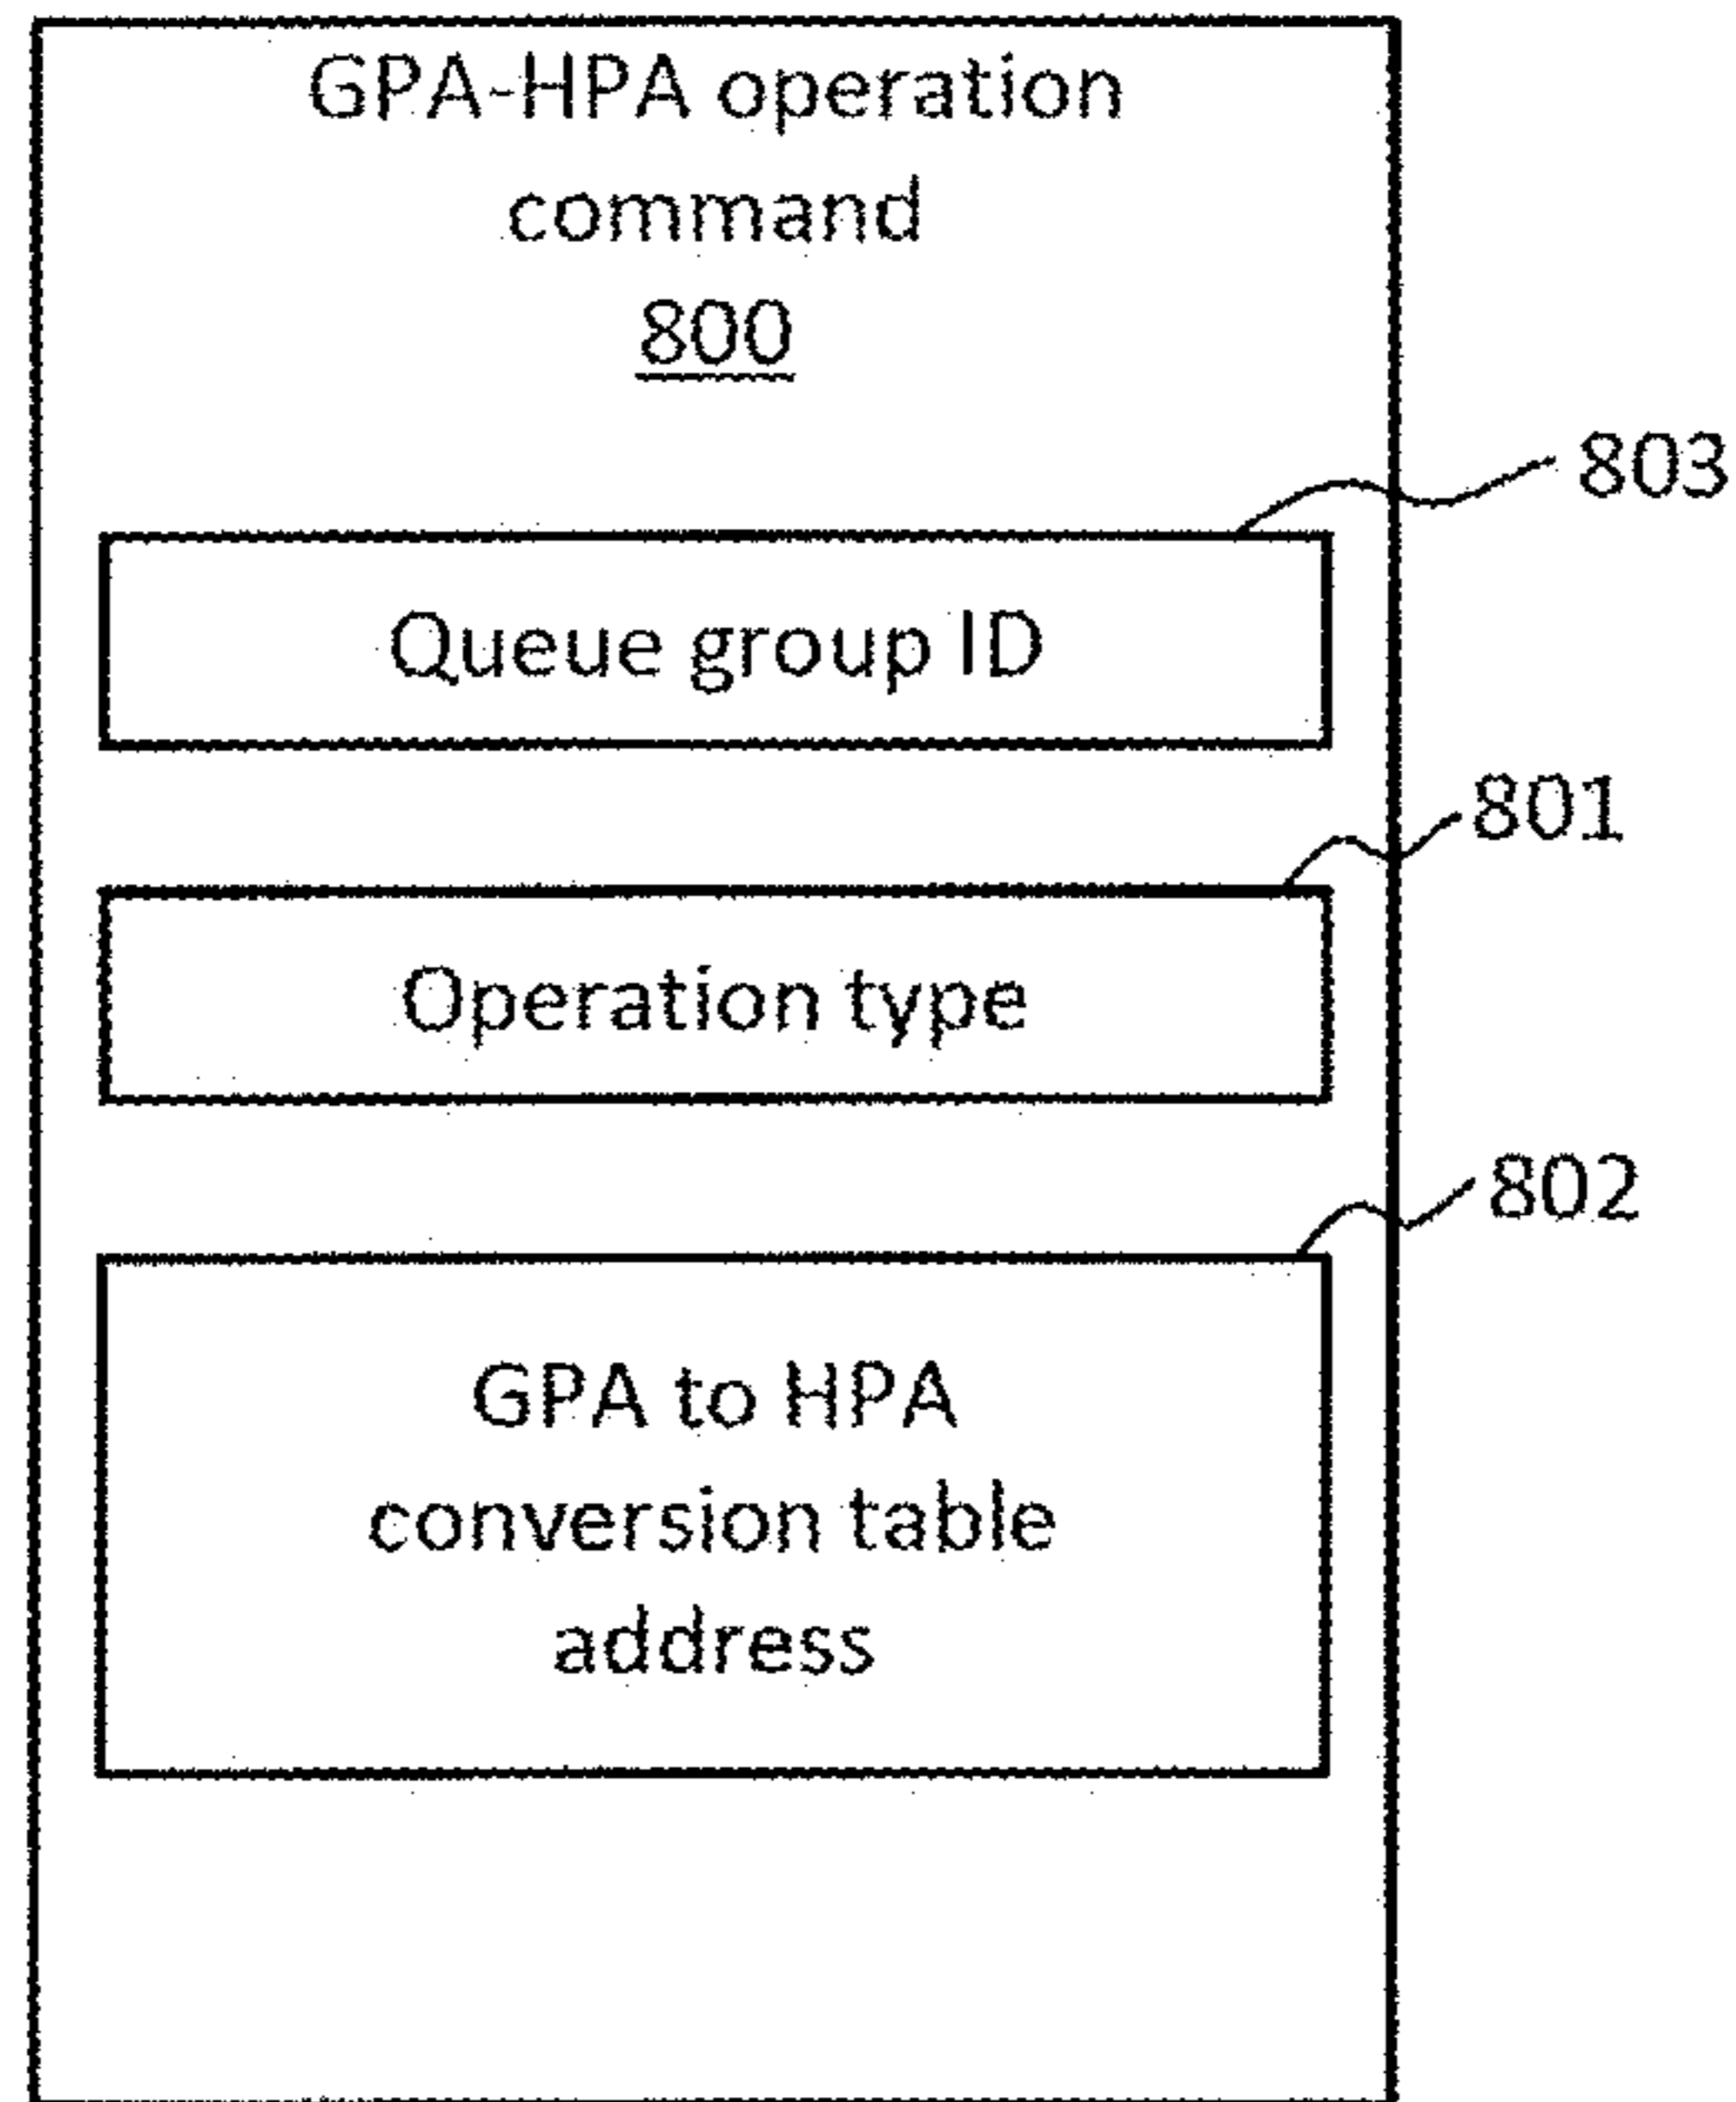 GPA-HPA operation
command
800
803
Queue group ID
801
Operation type
802
GPA to HPA
conversion table
address